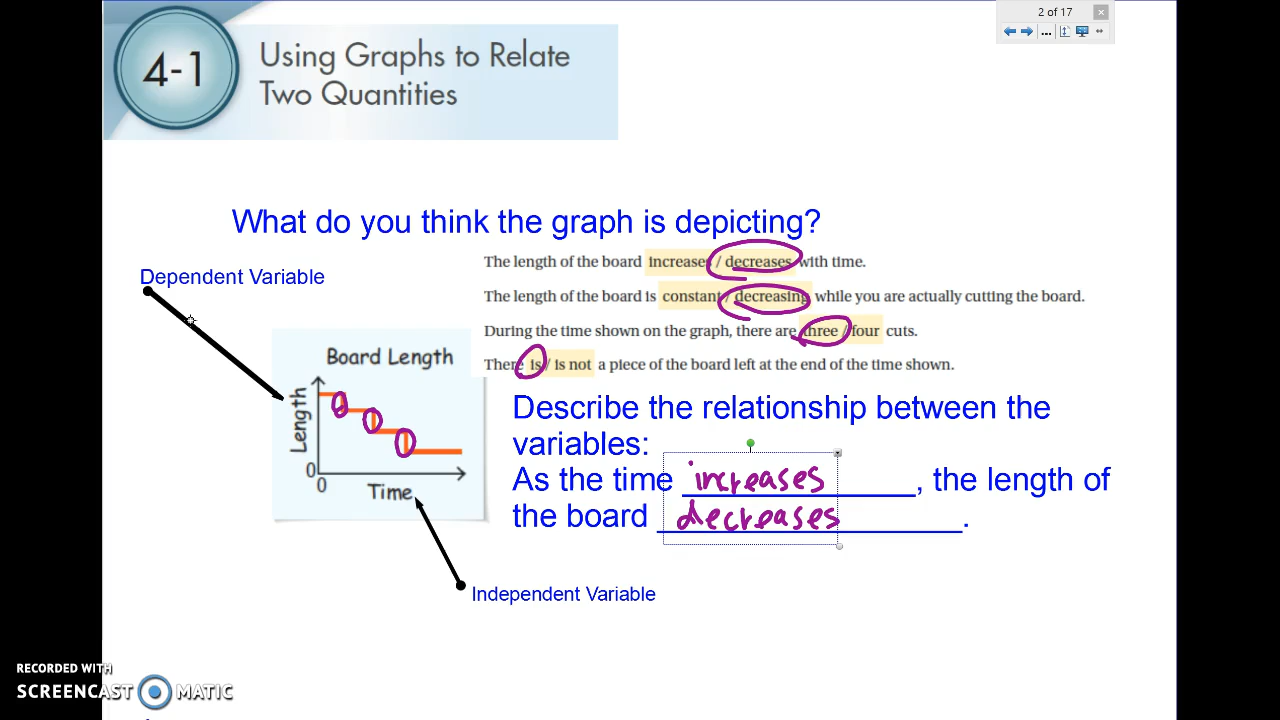 2 of 17
4-1
Using Graphs to Relate
Two Quantities
What do you think the graph is depicting?
The length of the board increases / decreases with time.
Dependent Variable
The length of the board is constant / decreasing while you are actually cutting the board.
During the time shown on the graph, there are three / four cuts.
There is / is not a piece of the board left at the end of the time shown.
Board Length
Length
0
0
Time
Describe the relationship between the
variables:
As the time increases, the length of
the board decreases.
Independent Variable
RECORDED WITH
SCREENCAST MATIC